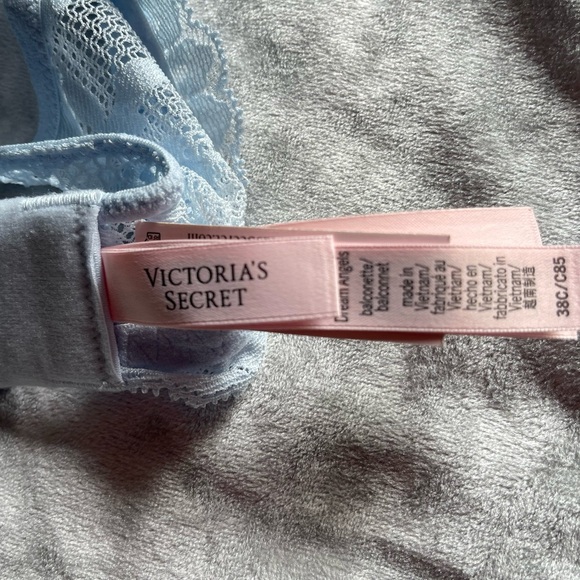 VICTORIA'S
SECRET
Dream Angels
balconette/
balconnet
made in
Vietnam/
fabriqué au
Vietnam/
hecho en
Vietnam/
fabbricato in
Vietnam/
越南制造
38C/C85